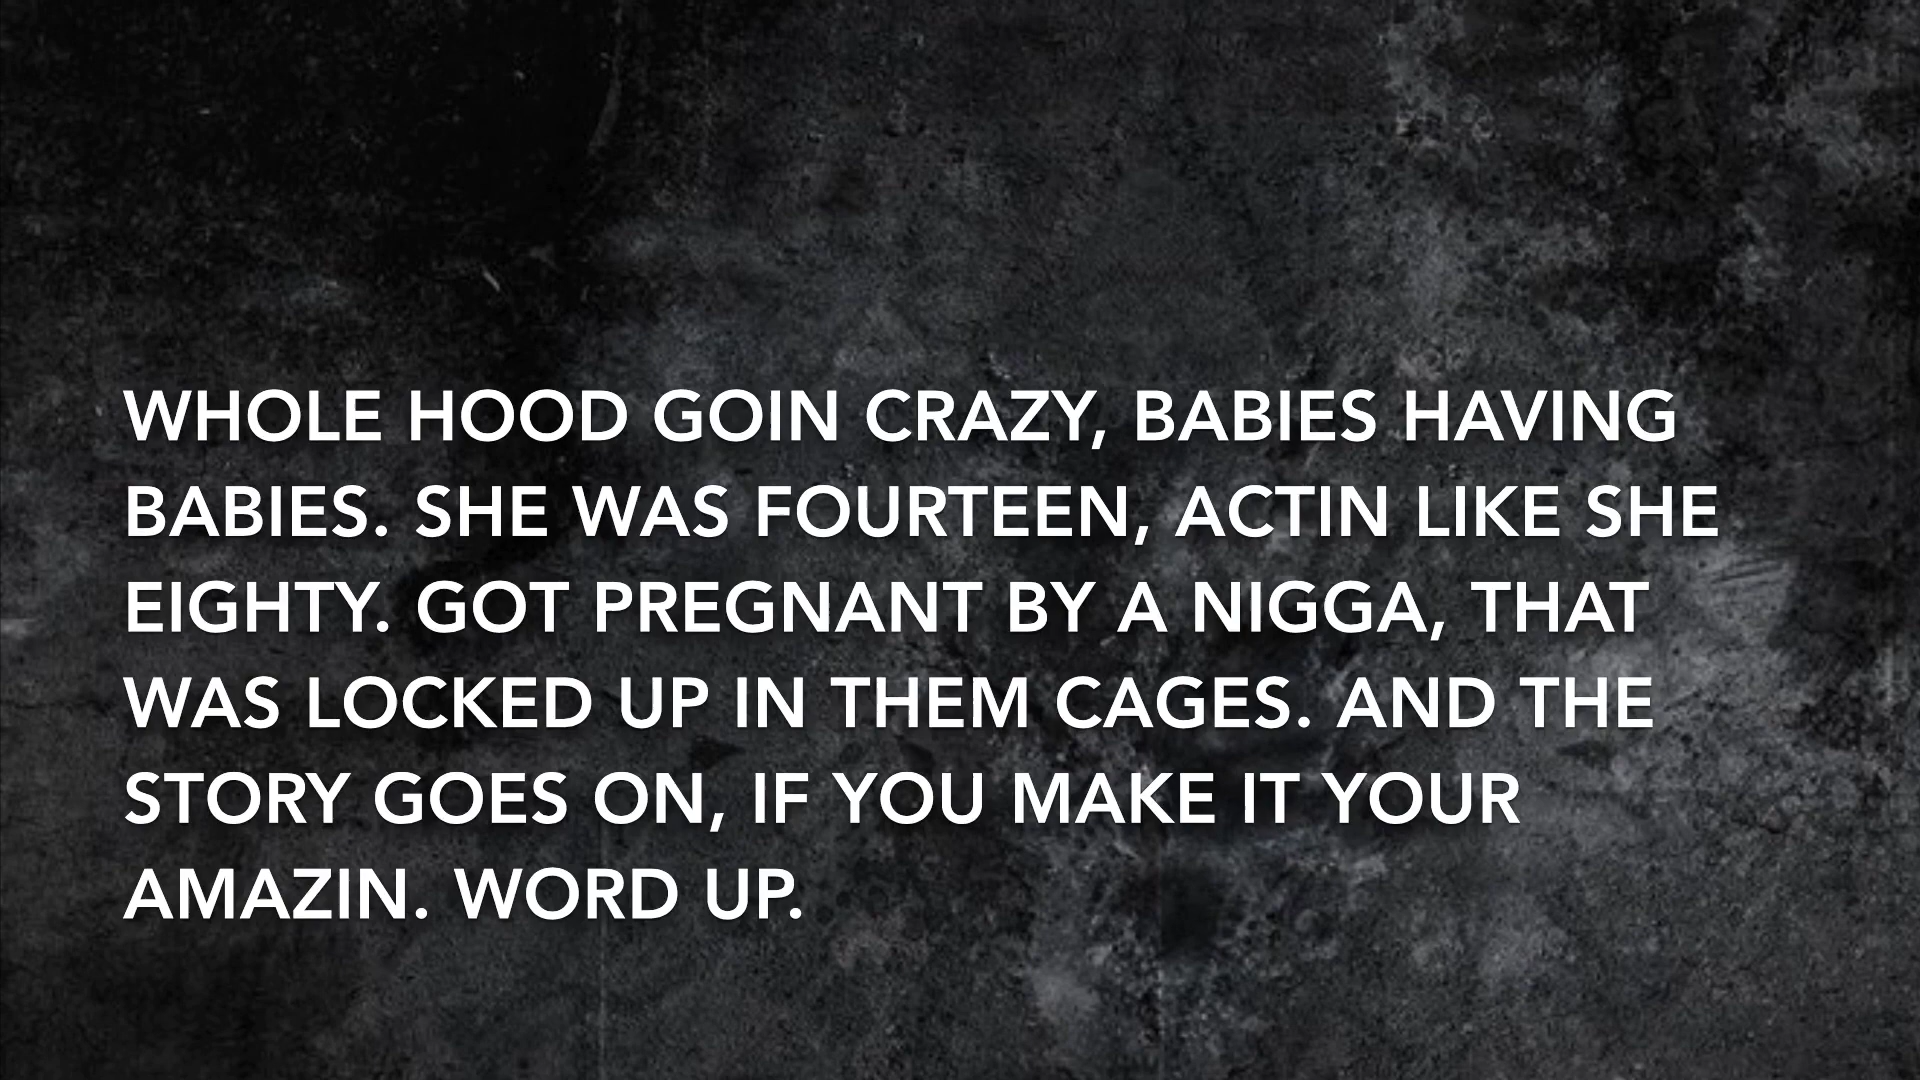 WHOLE HOOD GOIN CRAZY, BABIES HAVING
BABIES. SHE WAS FOURTEEN, ACTIN LIKE SHE
EIGHTY. GOT PREGNANT BY A NIGGA, THAT
WAS LOCKED UP IN THEM CAGES. AND THE
STORY GOES ON, IF YOU MAKE IT YOUR
AMAZIN. WORD UP.